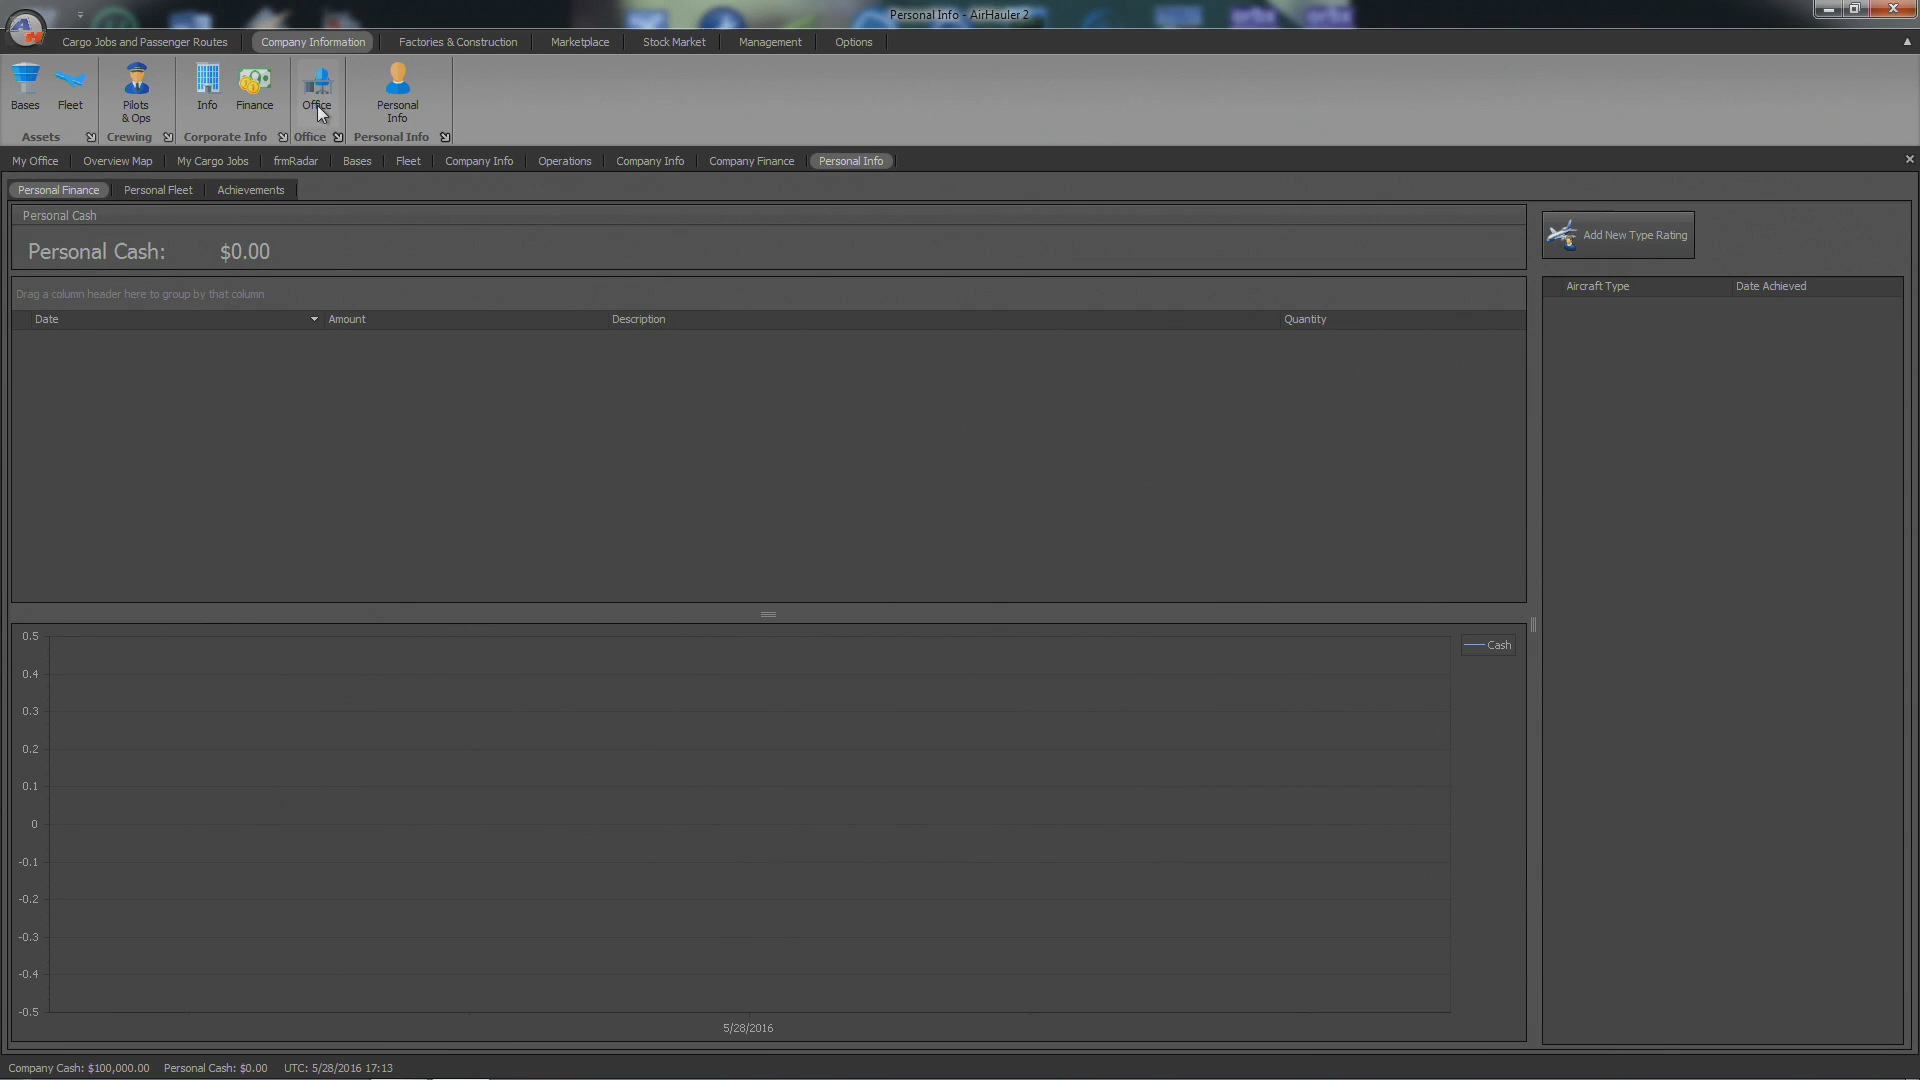 Personal Info - AirHauler 2
AH
Cargo Jobs and Passenger Routes Company Information Factories & Construction Marketplace Stock Market Management Options
Bases Fleet Pilots & Ops Info Finance Office Personal Info
Assets Crewing Corporate Info Office Personal Info
My Office Overview Map My Cargo Jobs frmRadar Bases Fleet Company Info Operations Company Info Company Finance Personal Info
Personal Finance Personal Fleet Achievements
Personal Cash
Personal Cash: $0.00
Add New Type Rating
Drag a column header here to group by that column
Aircraft Type Date Achieved
Date Amount Description Quantity
Cash
0.5
0.4
0.3
0.2
0.1
0
-0.1
-0.2
-0.3
-0.4
-0.5
5/28/2016
Company Cash: $100,000.00 Personal Cash: $0.00 UTC: 5/28/2016 17:13